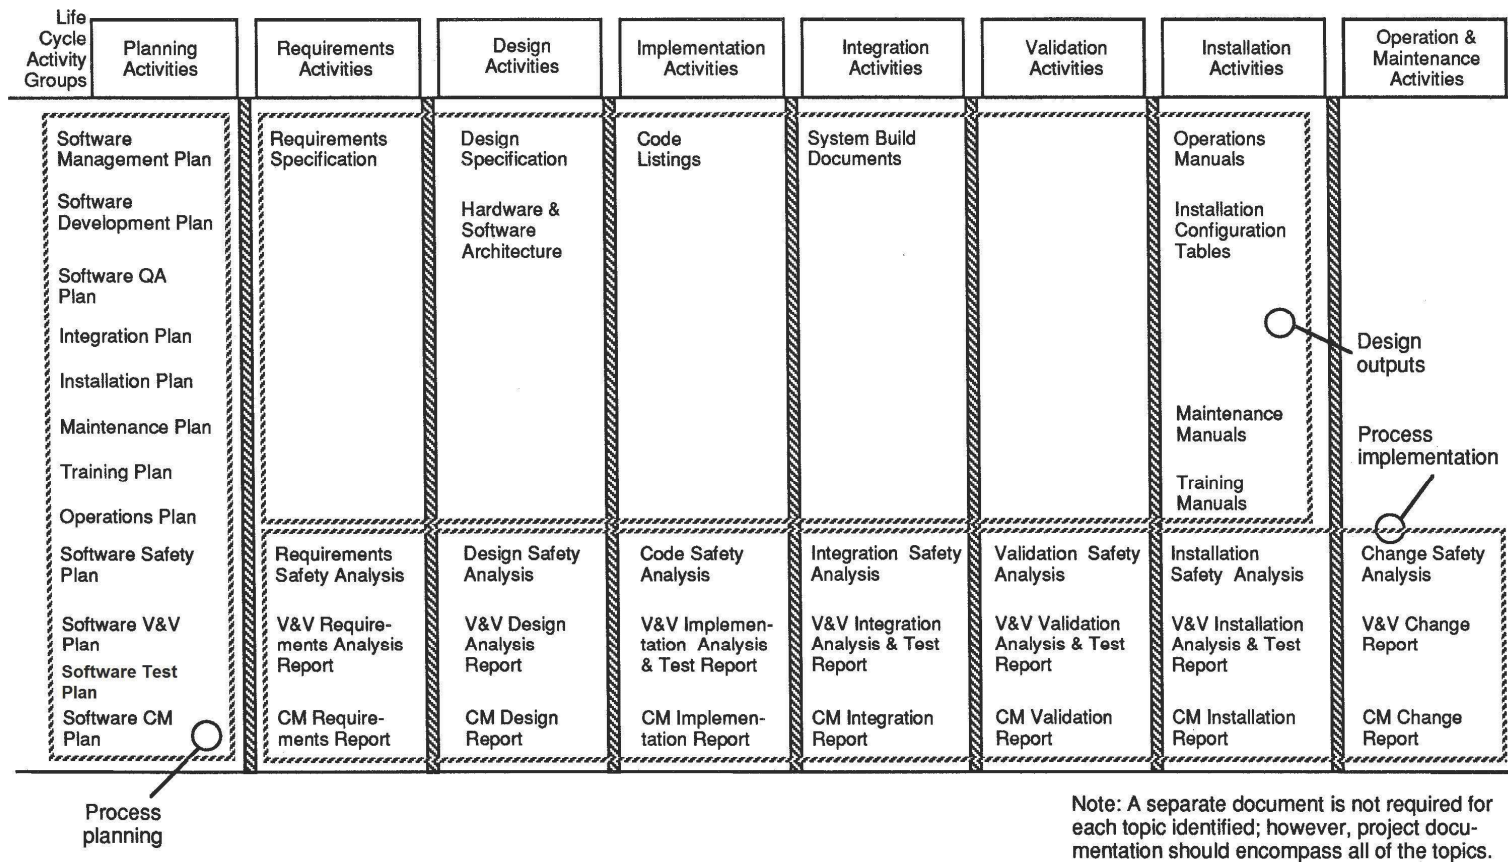 Life
Cycle
Activity
Groups
Planning
Activities
Requirements
Activities
Design
Activities
Implementation
Activities
Integration
Activities
Validation
Activities
Installation
Activities
Operation &
Maintenance
Activities
Software
Management Plan
Software
Development Plan
Software QA
Plan
Integration Plan
Installation Plan
Maintenance Plan
Training Plan
Operations Plan
Software Safety
Plan
Software V&V
Plan
Software Test
Plan
Software CM
Plan
Requirements
Specification
Requirements
Safety Analysis
V&V Require-
ments Analysis
Report
CM Require-
ments Report
Design
Specification
Hardware &
Software
Architecture
Design Safety
Analysis
V&V Design
Analysis
Report
CM Design
Report
Code
Listings
Code Safety
Analysis
V&V Implemen-
tation Analysis
& Test Report
CM Implemen-
tation Report
System Build
Documents
Integration Safety
Analysis
V&V Integration
Analysis & Test
Report
CM Integration
Report
Validation Safety
Analysis
V&V Validation
Analysis & Test
Report
CM Validation
Report
Operations
Manuals
Installation
Configuration
Tables
Maintenance
Manuals
Training
Manuals
Installation
Safety Analysis
V&V Installation
Analysis & Test
Report
CM Installation
Report
Design
outputs
Process
implementation
Change Safety
Analysis
V&V Change
Report
CM Change
Report
Process
planning
Note: A separate document is not required for
each topic identified; however, project docu-
mentation should encompass all of the topics.